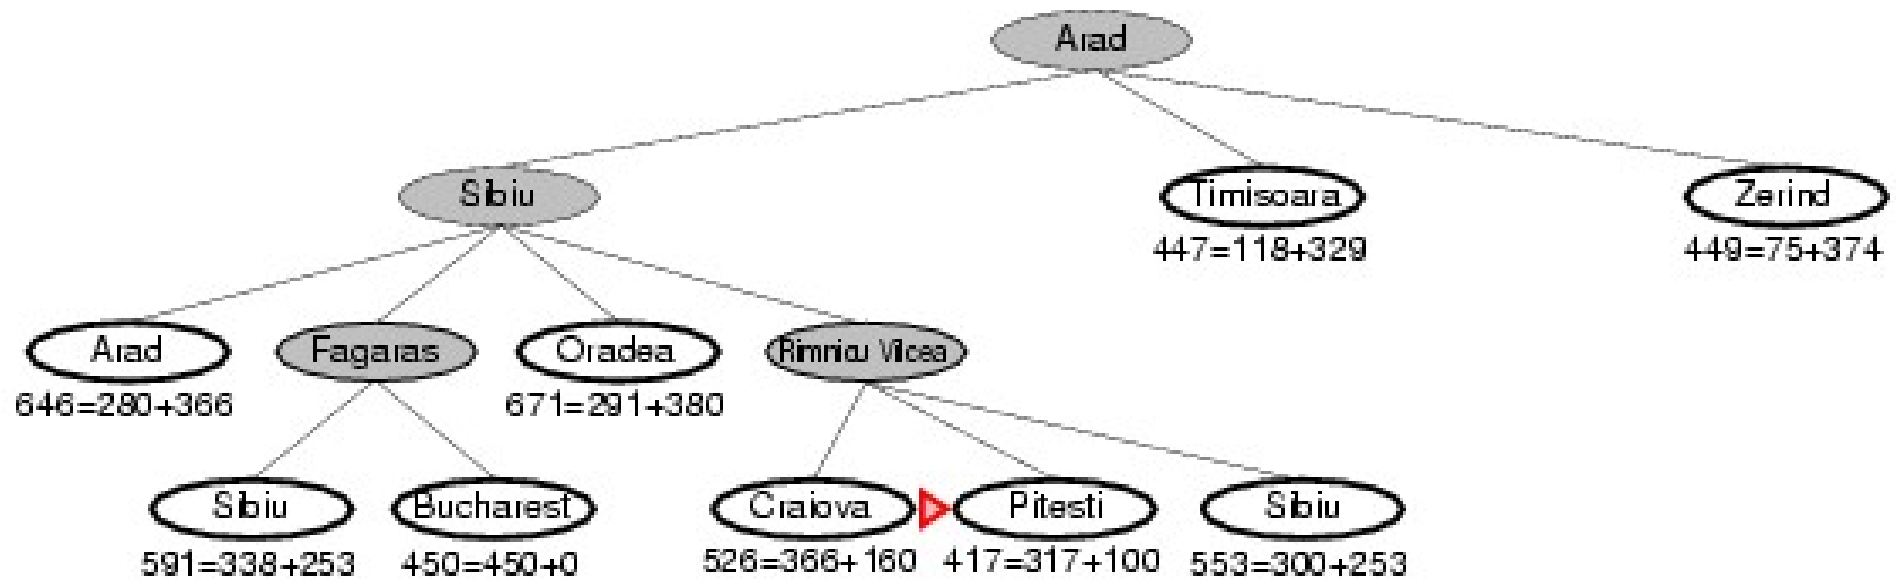 Arad
Sibiu
Timisoara
Zerind
447=118+329
449=75+374
Arad
Fagaras
Oradea
Rimnicu Vilcea
646=280+366
671=291+380
Sibiu
Bucharest
Craiova
Pitesti
Sibiu
591=338+253
450=450+0
526=366+160
417=317+100
553=300+253